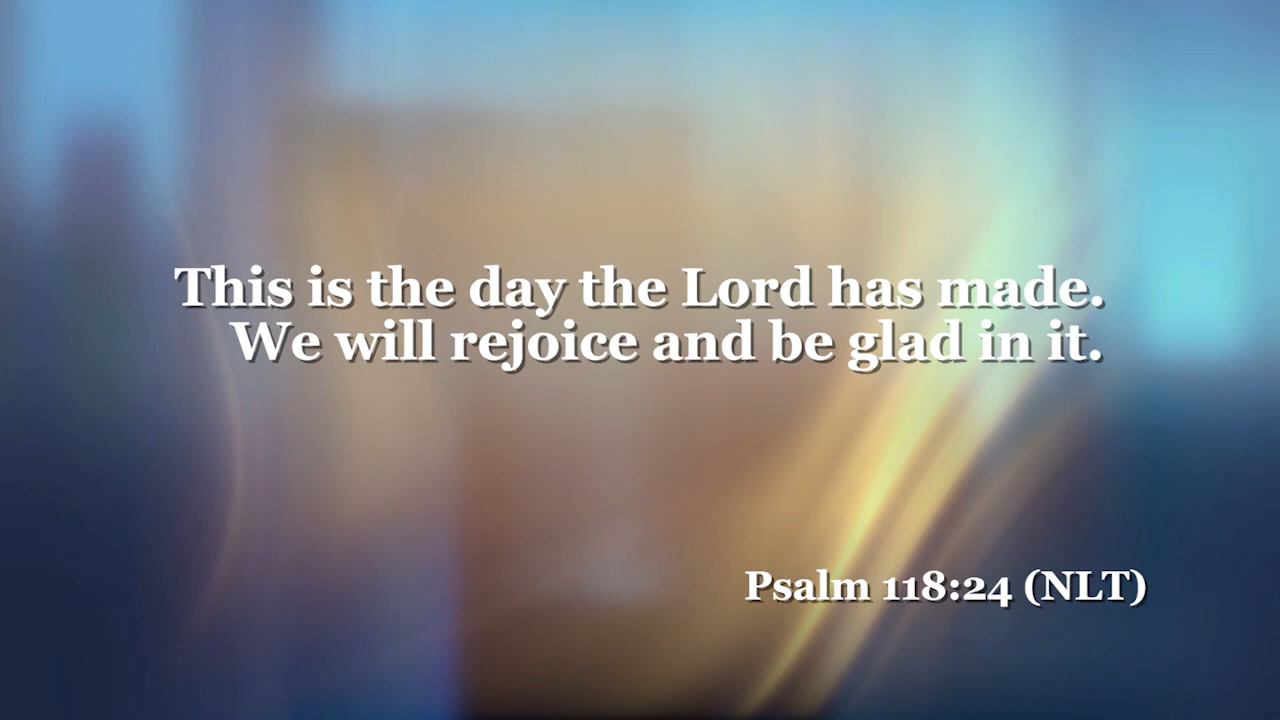 This is the day the Lord has made.
We will rejoice and be glad in it.
Psalm 118:24 (NLT)